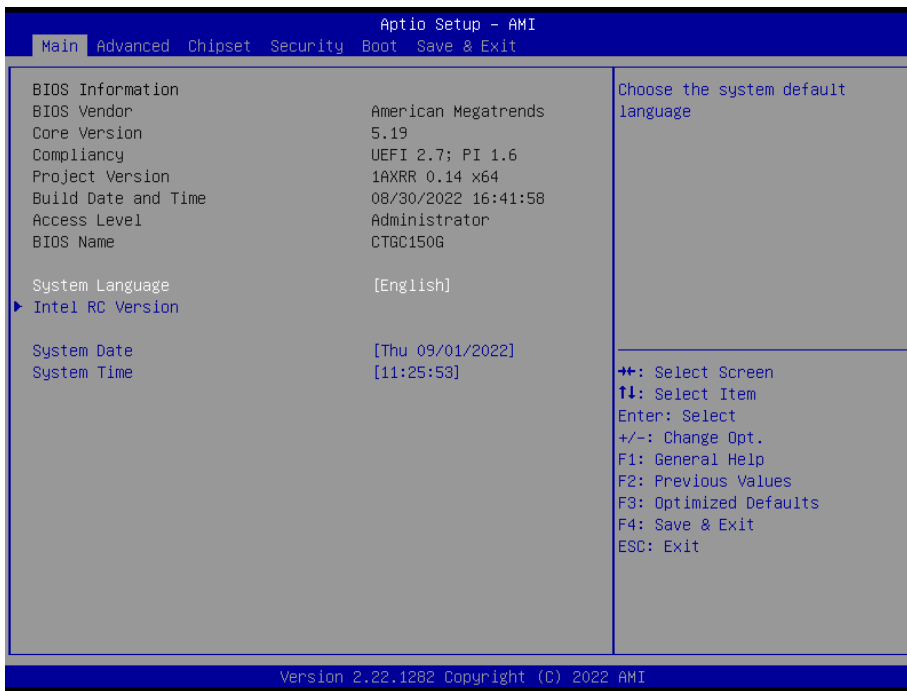 Aptio Setup – AMI
Main Advanced Chipset Security Boot Save & Exit
BIOS Information
BIOS Vendor American Megatrends
Core Version 5.19
Compliancy UEFI 2.7; PI 1.6
Project Version 1AXRR 0.14 x64
Build Date and Time 08/30/2022 16:41:58
Access Level Administrator
BIOS Name CTGC150G
System Language [English]
Intel RC Version
System Date [Thu 09/01/2022]
System Time [11:25:53]
Choose the system default
language
→←: Select Screen
↑↓: Select Item
Enter: Select
+/-: Change Opt.
F1: General Help
F2: Previous Values
F3: Optimized Defaults
F4: Save & Exit
ESC: Exit
Version 2.22.1282 Copyright (C) 2022 AMI